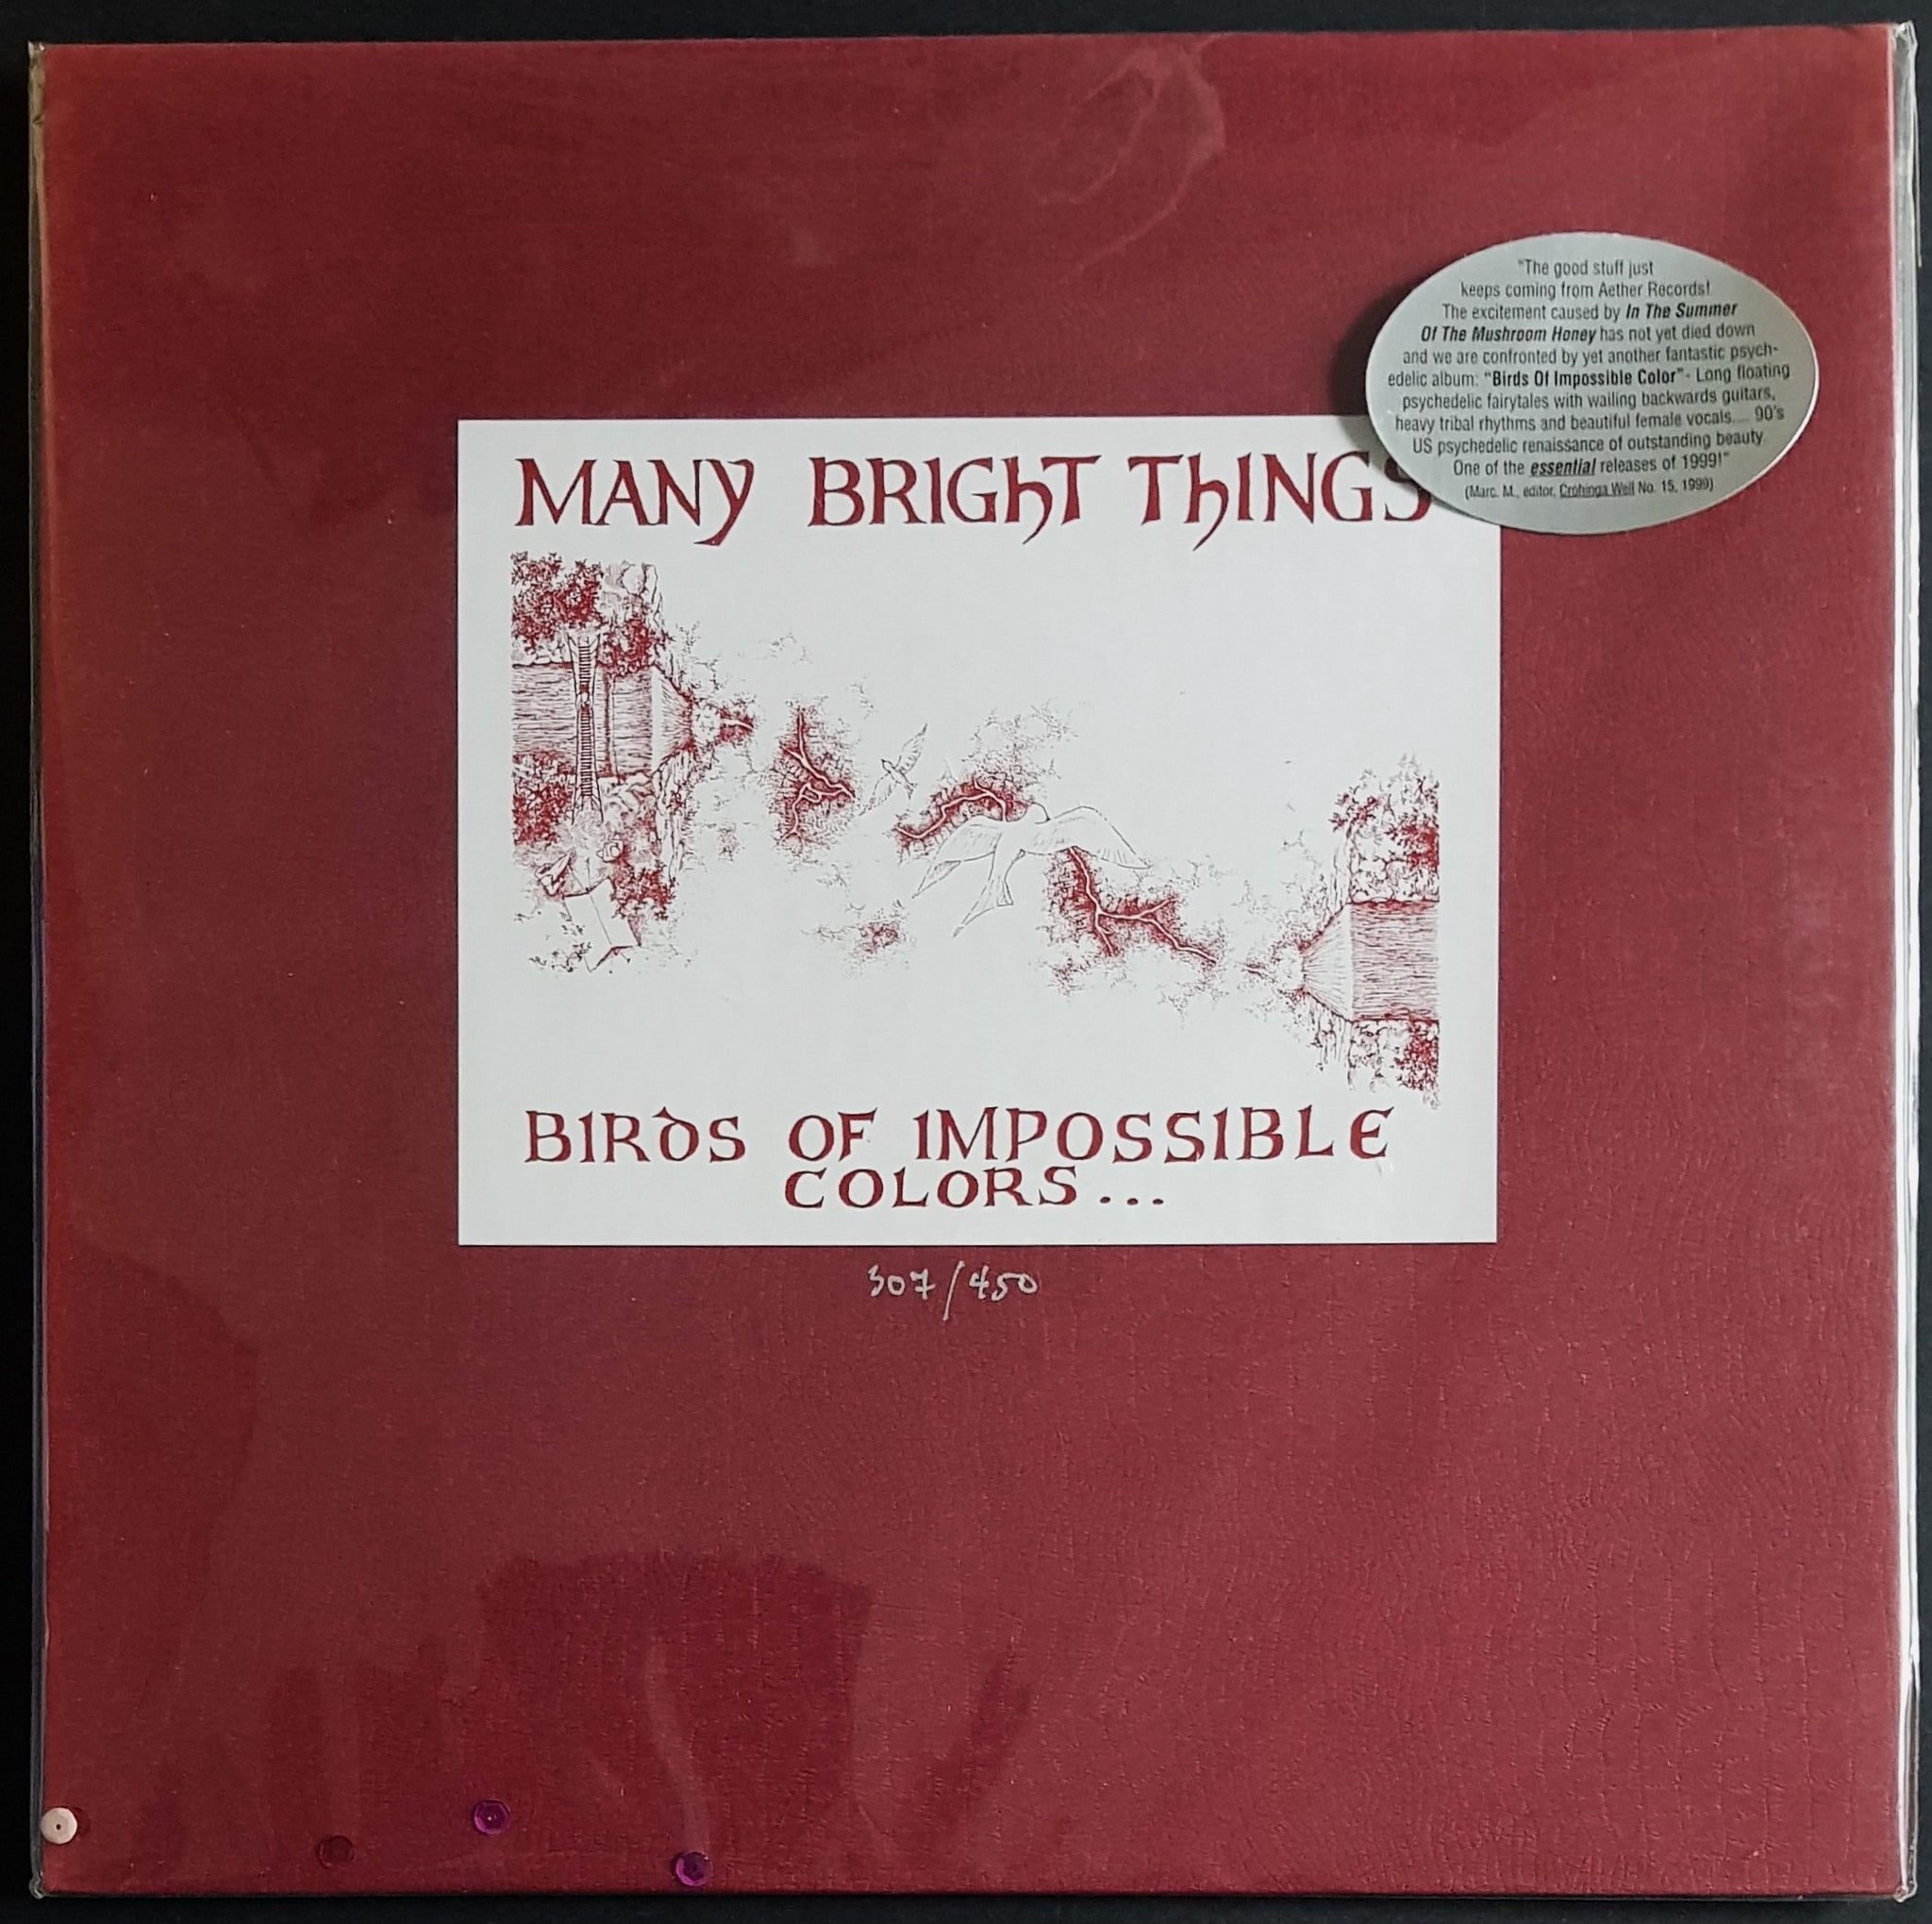 "The good stuff just
keeps coming from Aether Records!
The excitement caused by In The Summer
Of The Mushroom Honey has not yet died down
and we are confronted by yet another fantastic psych-
edelic album: "Birds Of Impossible Color"- Long floating
psychedelic fairytales with wailing backwards guitars,
heavy tribal rhythms and beautiful female vocals.... 90's
US psychedelic renaissance of outstanding beauty.
One of the essential releases of 1999!"
(Marc. M., editor, Crohinga Well No. 15, 1999)
MANY BRIGHT THINGS
BIRDS OF IMPOSSIBLE
COLORS...
307/450